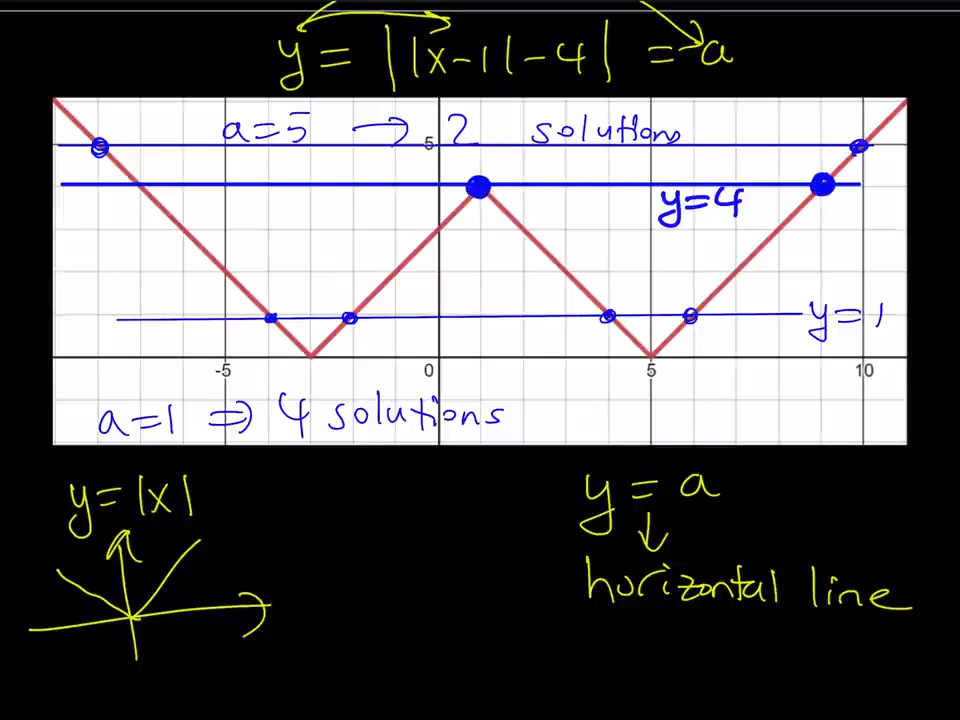 y = ||x-1|-4| = a
a=5 → 2 solutions
5
y=4
y=1
-5 0 5 10
a=1 ⇒ 4 solutions
y=|x|
y = a
↓
horizontal line